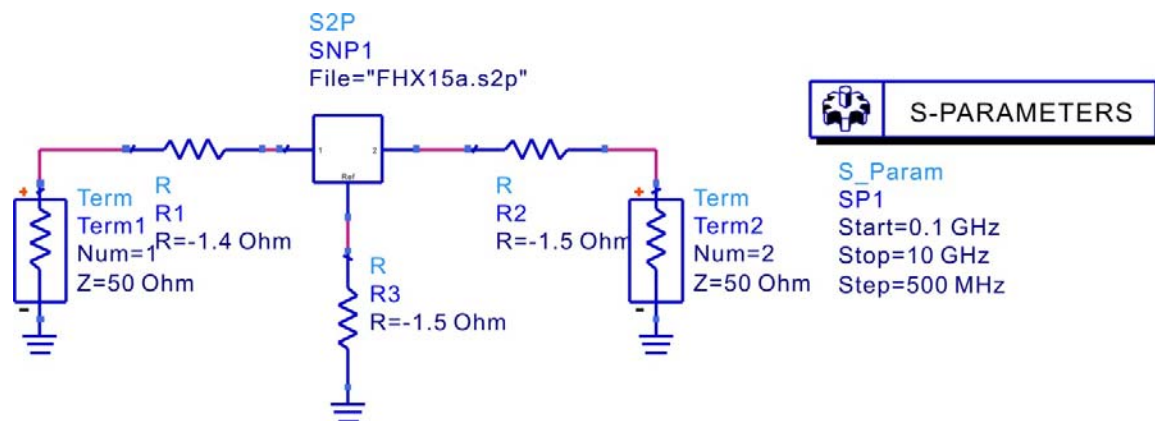 S2P
SNP1
File="FHX15a.s2p"
1
2
Ref
+
Term
Term1
Num=1
Z=50 Ohm
-
R
R1
R=-1.4 Ohm
R
R3
R=-1.5 Ohm
R
R2
R=-1.5 Ohm
+
Term
Term2
Num=2
Z=50 Ohm
-
S-PARAMETERS
S_Param
SP1
Start=0.1 GHz
Stop=10 GHz
Step=500 MHz